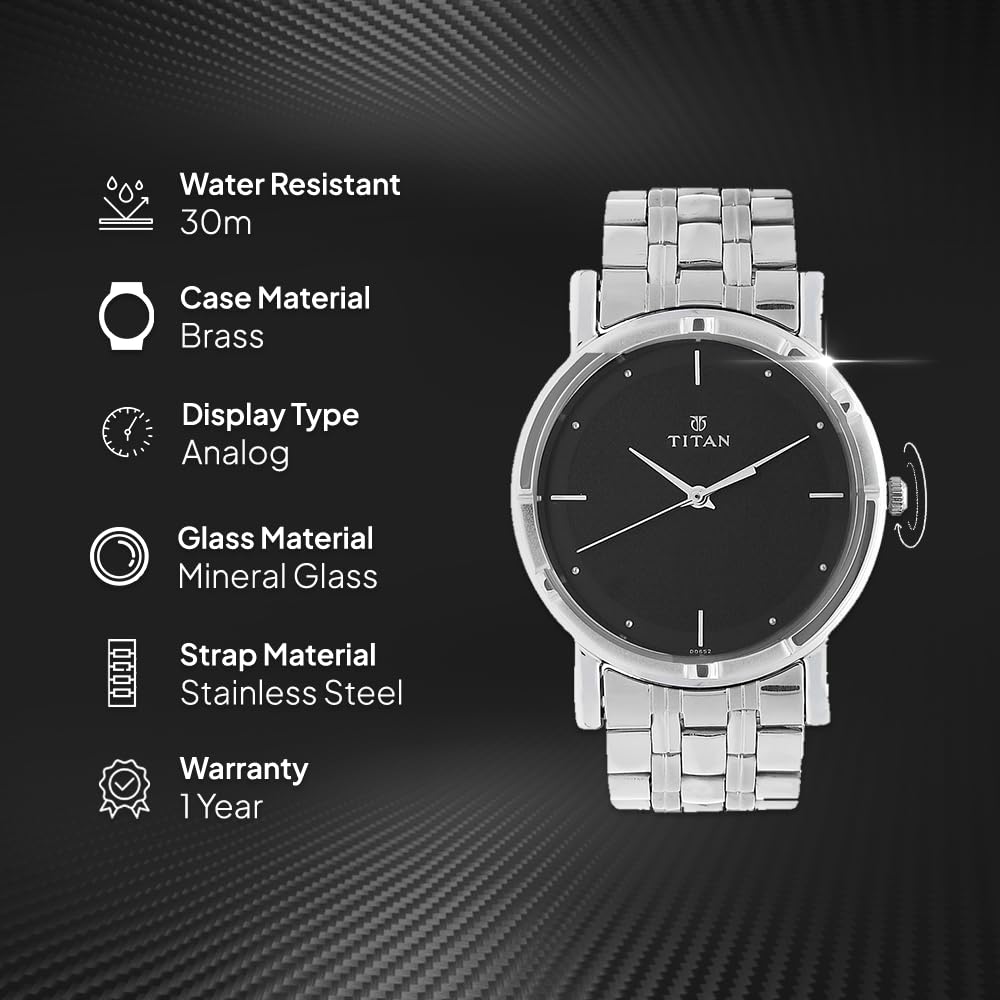 Water Resistant
30m
Case Material
Brass
Display Type
Analog
Glass Material
Mineral Glass
Strap Material
Stainless Steel
Warranty
1 Year
TITAN